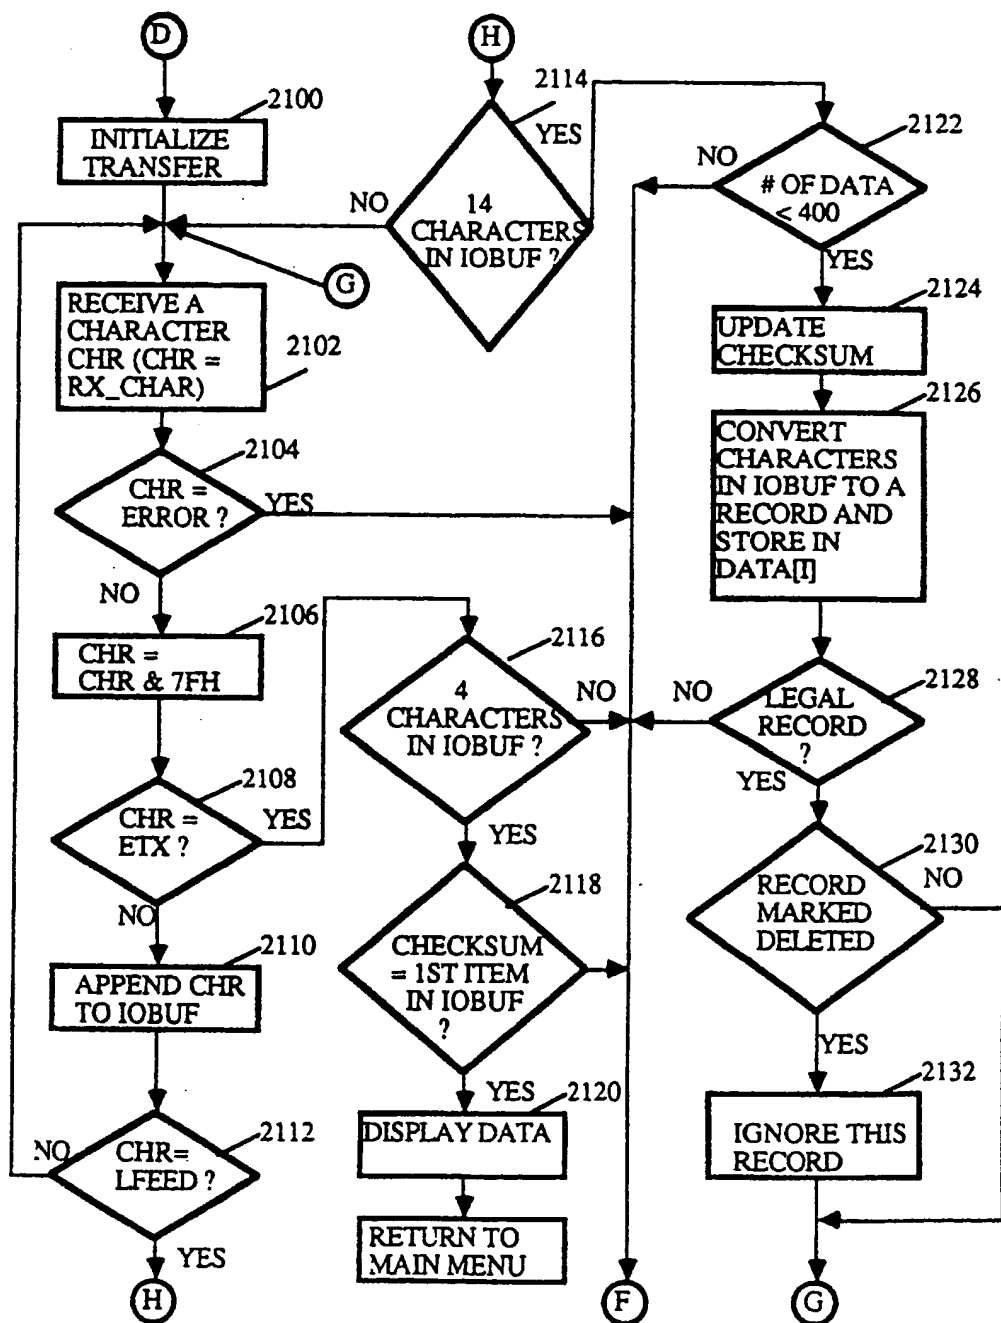 D
2100
INITIALIZE
TRANSFER
G
RECEIVE A
CHARACTER
CHR (CHR =
RX_CHAR)
2102
2104
CHR =
ERROR ?
YES
NO
2106
CHR =
CHR & 7FH
2108
CHR =
ETX ?
YES
NO
2110
APPEND CHR
TO IOBUF
2112
CHR=
LFEED ?
NO
YES
H
H
2114
YES
NO
14
CHARACTERS
IN IOBUF ?
2116
4
CHARACTERS
IN IOBUF ?
NO
YES
2118
CHECKSUM
= 1ST ITEM
IN IOBUF
?
YES
2120
DISPLAY DATA
RETURN TO
MAIN MENU
F
2122
NO
# OF DATA
< 400
YES
2124
UPDATE
CHECKSUM
2126
CONVERT
CHARACTERS
IN IOBUF TO A
RECORD AND
STORE IN
DATA[I]
2128
NO
LEGAL
RECORD
?
YES
2130
NO
RECORD
MARKED
DELETED
YES
2132
IGNORE THIS
RECORD
G